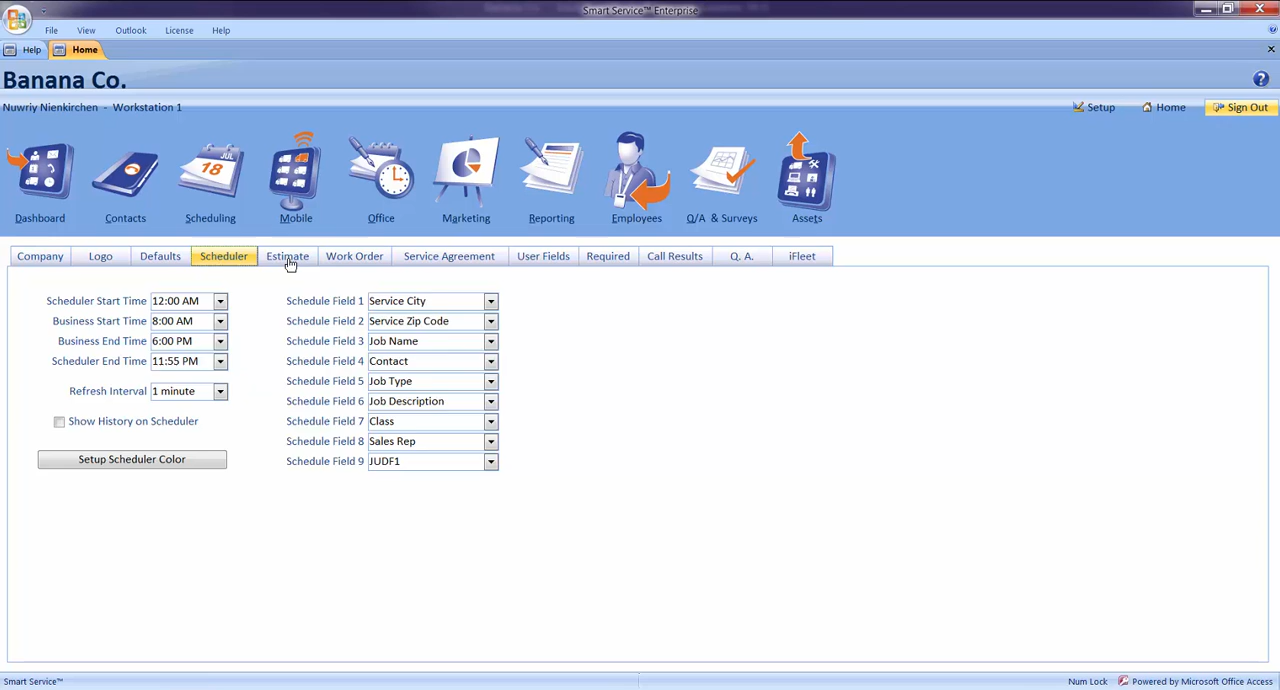 Smart Service™ Enterprise
File View Outlook License Help
Help Home
Banana Co.
Nuwriy Nienkirchen - Workstation 1
Setup Home Sign Out
JUL
18
Dashboard Contacts Scheduling Mobile Office Marketing Reporting Employees Q/A & Surveys Assets
Company Logo Defaults Scheduler Estimate Work Order Service Agreement User Fields Required Call Results Q. A. iFleet
Scheduler Start Time 12:00 AM
Business Start Time 8:00 AM
Business End Time 6:00 PM
Scheduler End Time 11:55 PM
Refresh Interval 1 minute
Show History on Scheduler
Setup Scheduler Color
Schedule Field 1 Service City
Schedule Field 2 Service Zip Code
Schedule Field 3 Job Name
Schedule Field 4 Contact
Schedule Field 5 Job Type
Schedule Field 6 Job Description
Schedule Field 7 Class
Schedule Field 8 Sales Rep
Schedule Field 9 JUDF1
Smart Service™
Num Lock Powered by Microsoft Office Access